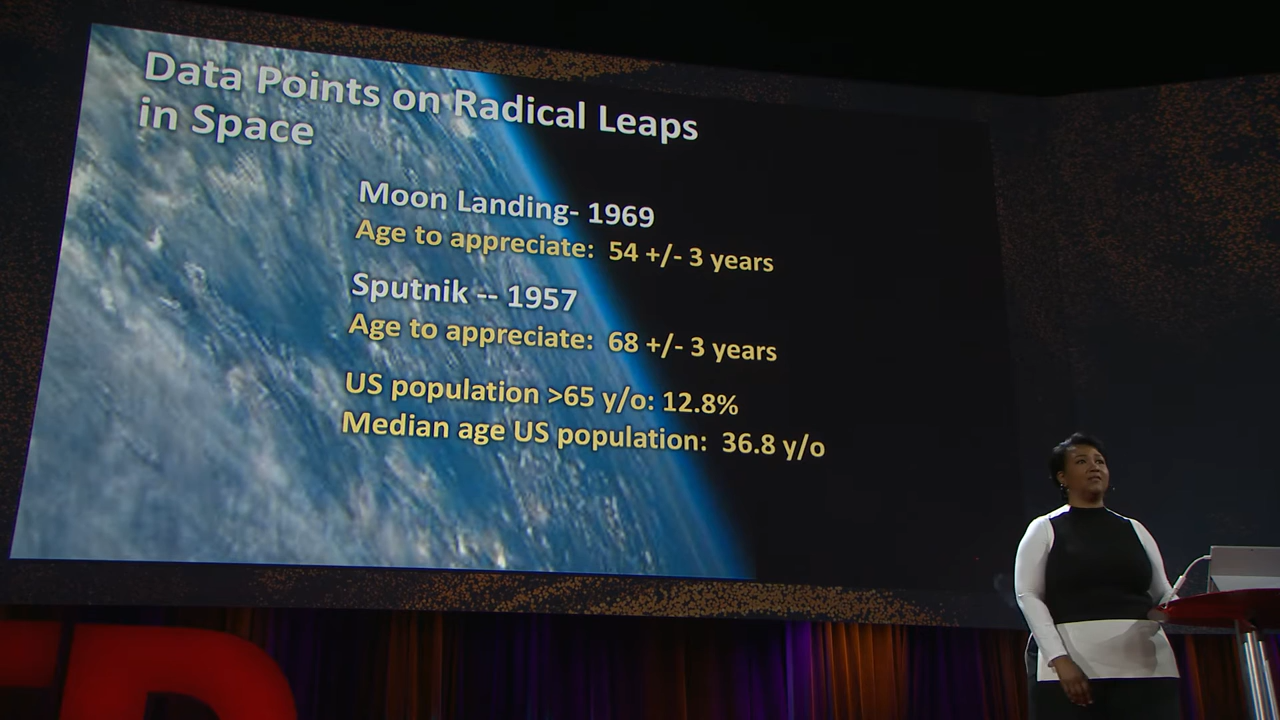 Data Points on Radical Leaps
in Space
Moon Landing- 1969
Age to appreciate: 54 +/- 3 years
Sputnik -- 1957
Age to appreciate: 68 +/- 3 years
US population >65 y/o: 12.8%
Median age US population: 36.8 y/o